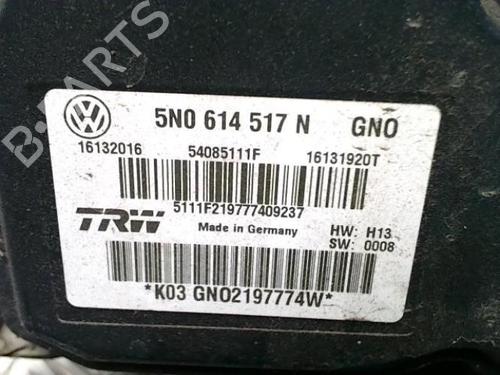 B-PARTS
5N0 614 517 N GNO
16132016 54085111F 16131920T
5111F219777409237
TRW Made in Germany HW: H13
SW: 0008
*K03 GNO2197774W*